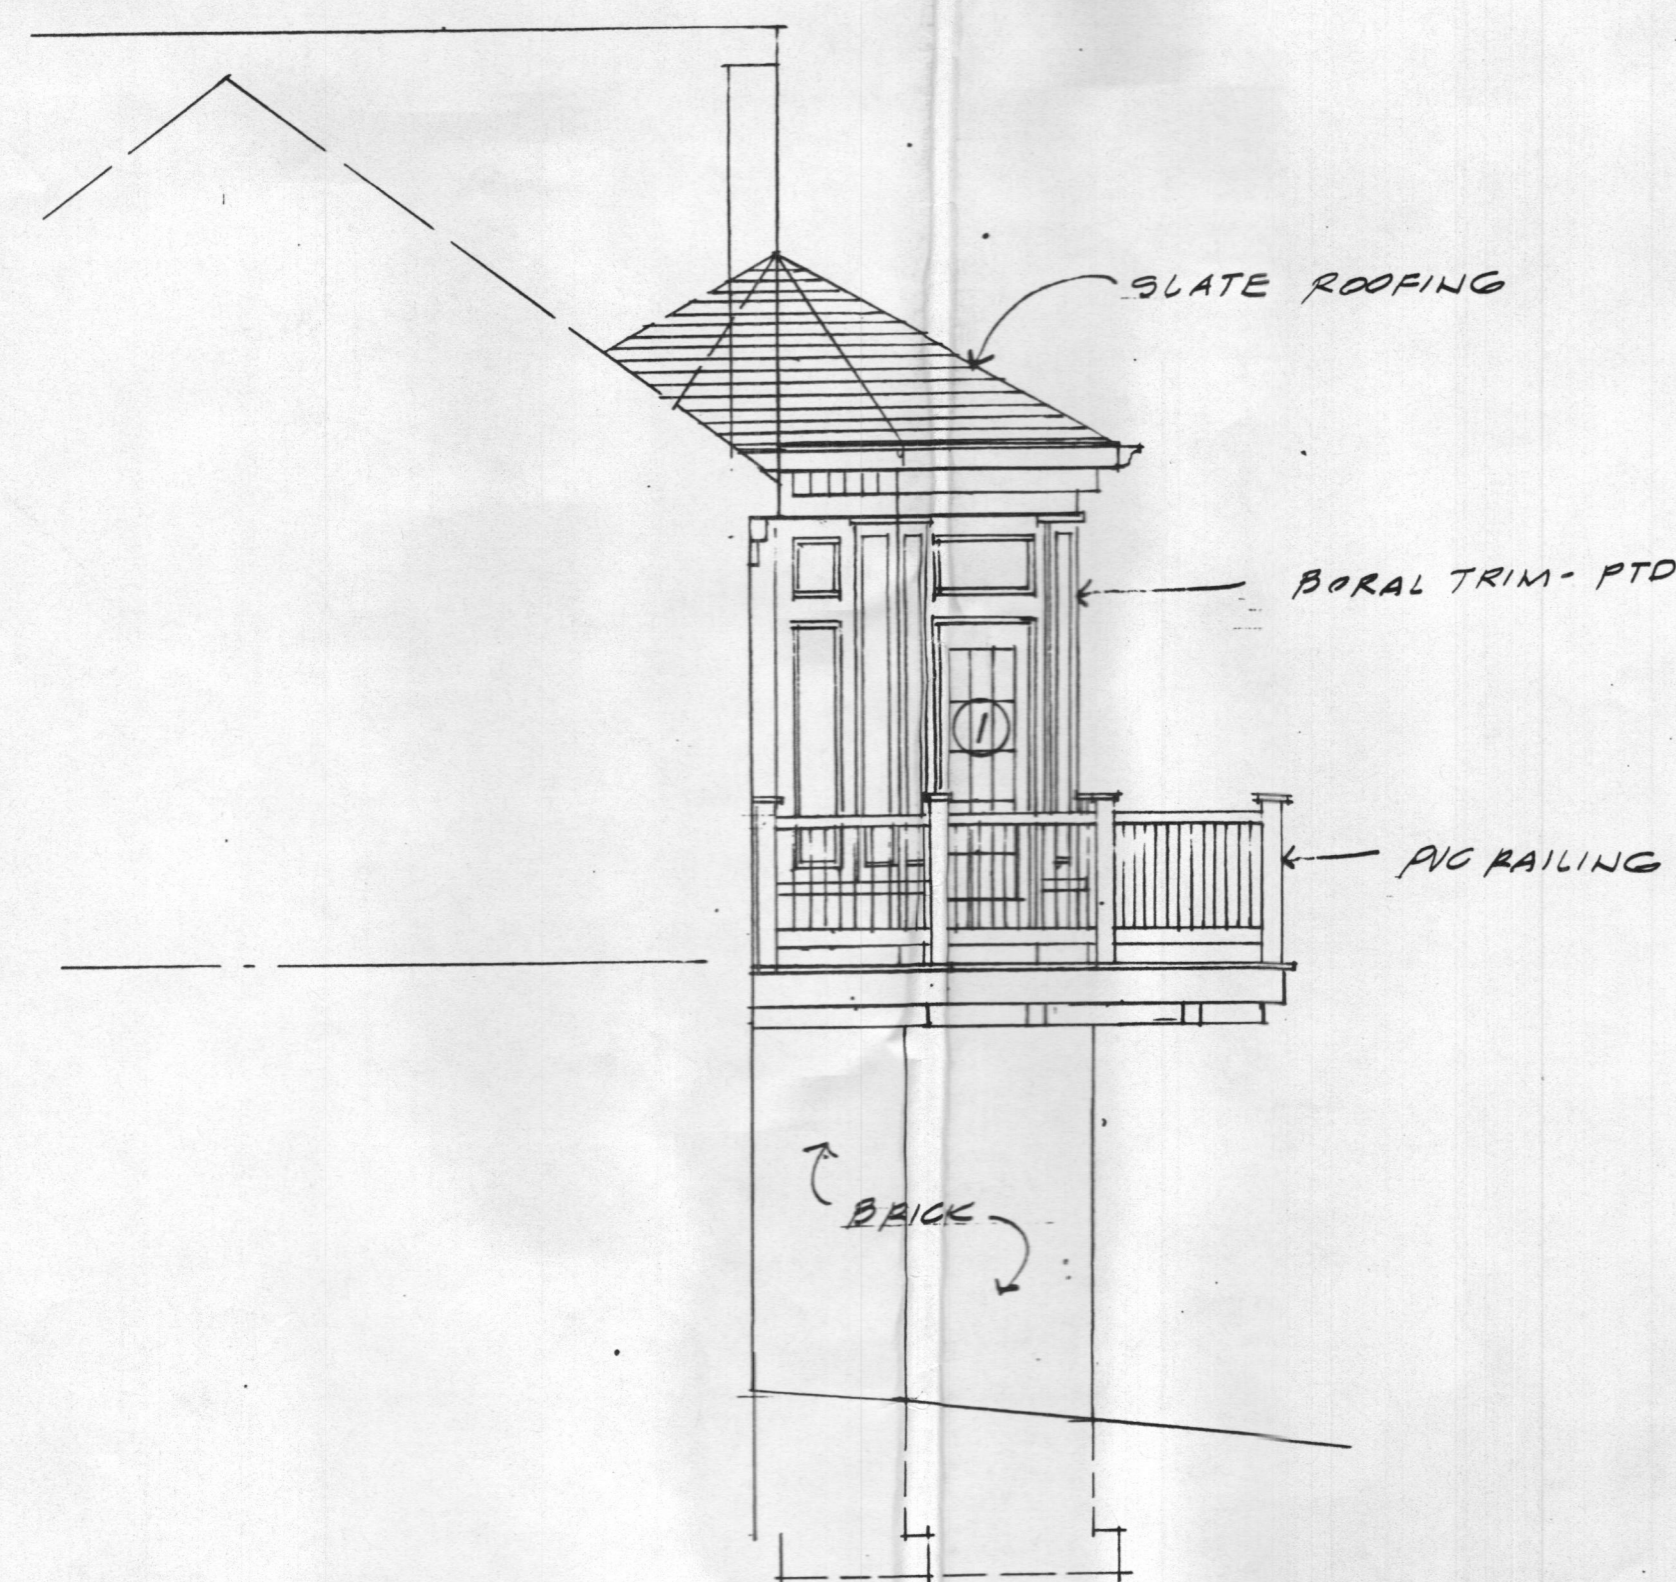 SLATE ROOFING
BORAL TRIM- PTD
1
PVC RAILING
BRICK